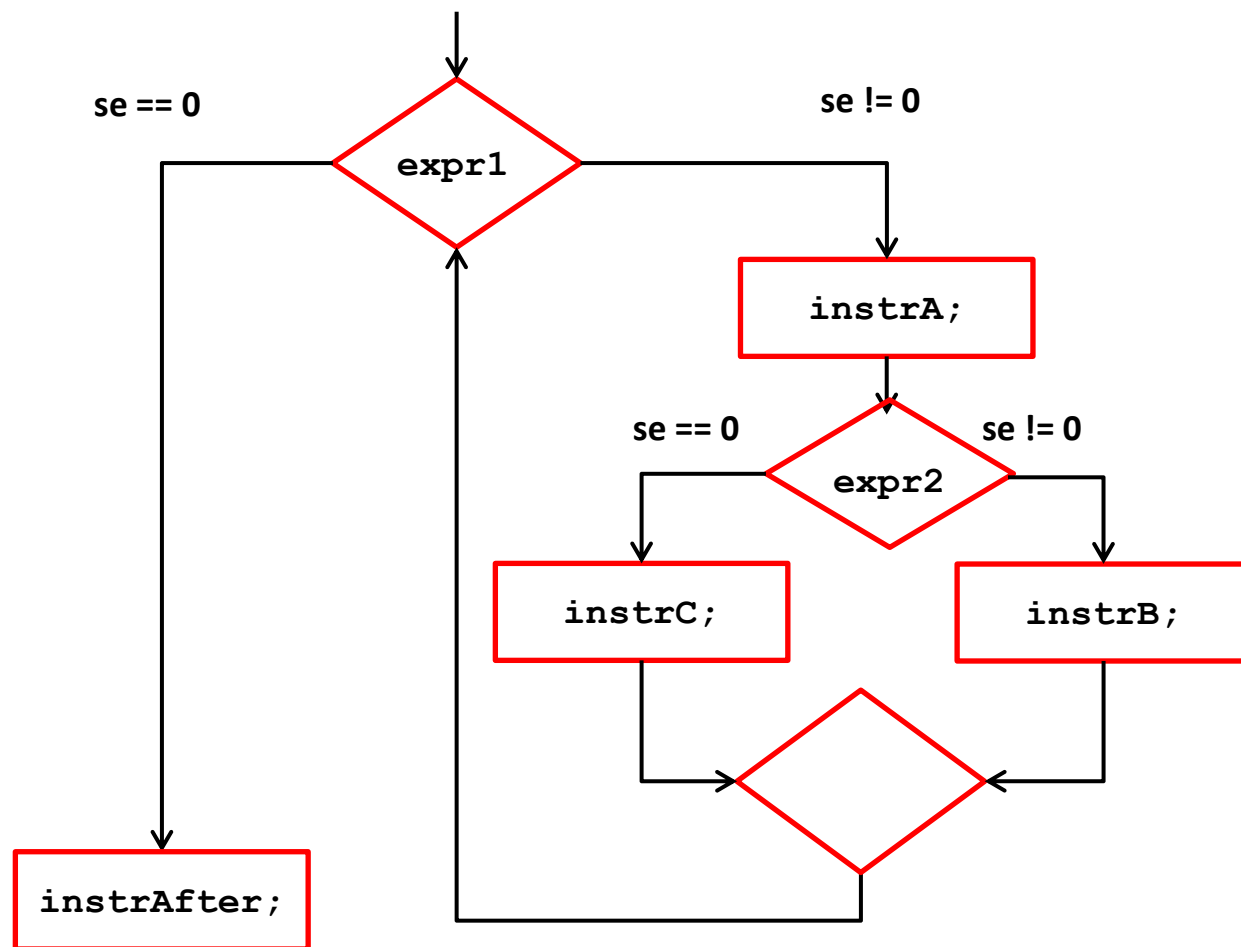 se == 0
se != 0
expr1
instrA;
se == 0
se != 0
expr2
instrC;
instrB;
instrAfter;